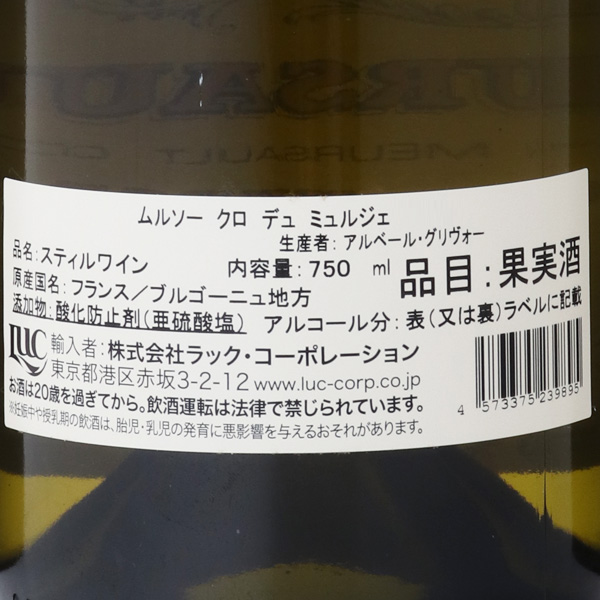 ムルソー クロ デュ ミュルジェ
生産者：アルベール・グリヴォー
品名：スティルワイン
内容量：750 ml
品目：果実酒
原産国名：フランス／ブルゴーニュ地方
添加物：酸化防止剤（亜硫酸塩） アルコール分：表（又は裏）ラベルに記載
LUC 輸入者：株式会社ラック・コーポレーション
東京都港区赤坂3-2-12 www.luc-corp.co.jp
お酒は20歳を過ぎてから。飲酒運転は法律で禁じられています。
※妊娠中や授乳期の飲酒は、胎児・乳児の発育に悪影響を与えるおそれがあります。
4 573375 239895